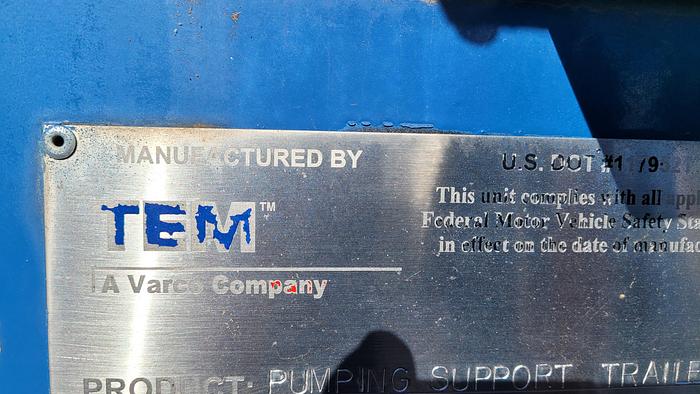 MANUFACTURED BY
TEM™
A Varco Company
U.S. DOT
This unit complies with all
Federal Motor Vehicle Safety
in effect on the date of
PRODUCT: PUMPING SUPPORT